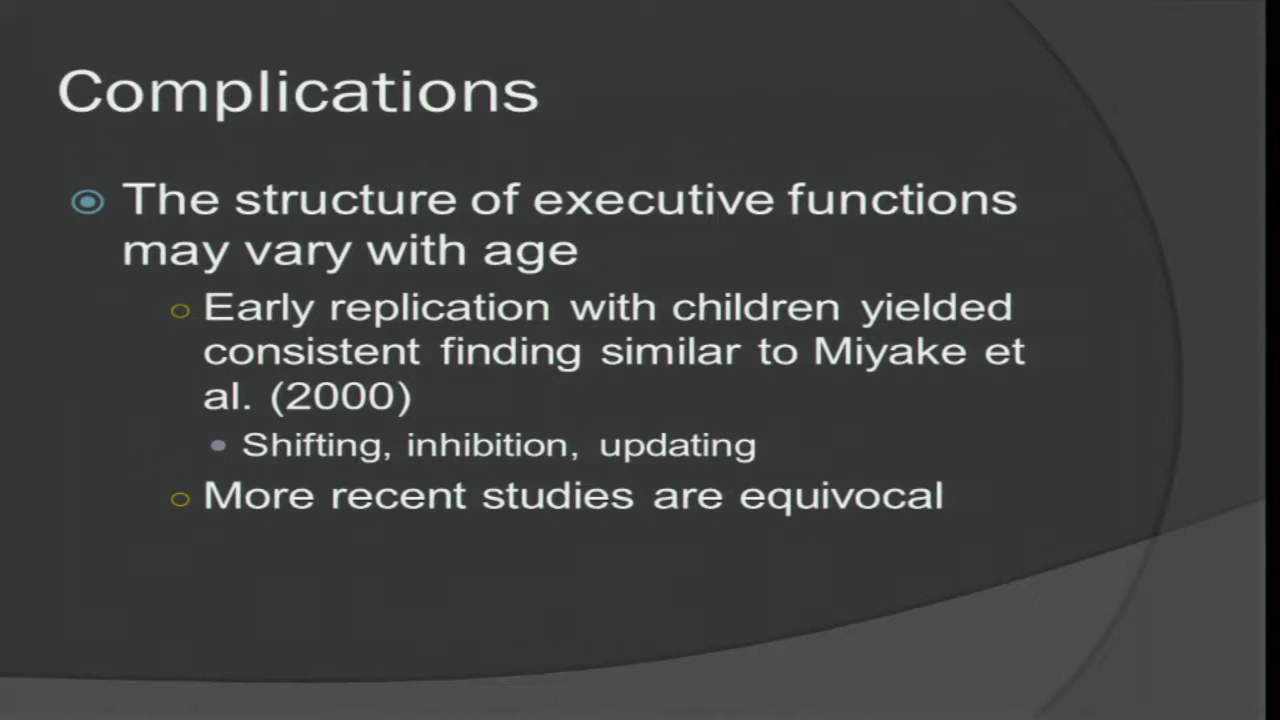 Complications
The structure of executive functions
may vary with age
Early replication with children yielded
consistent finding similar to Miyake et
al. (2000)
Shifting, inhibition, updating
More recent studies are equivocal